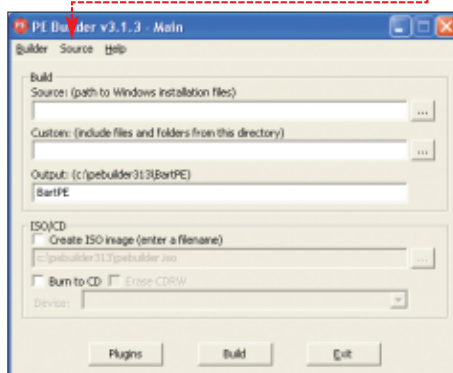 PE Builder v3.1.3 - Main
Builder Source Help
Build
Source: (path to Windows installation files)
...
Custom: (include files and folders from this directory)
...
Output: (c:\pebuilder313\BartPE)
BartPE
ISO/CD
Create ISO image (enter a filename)
c:\pebuilder313\pebuilder.iso
...
Burn to CD Erase CDRW
Device:
Plugins Build Exit